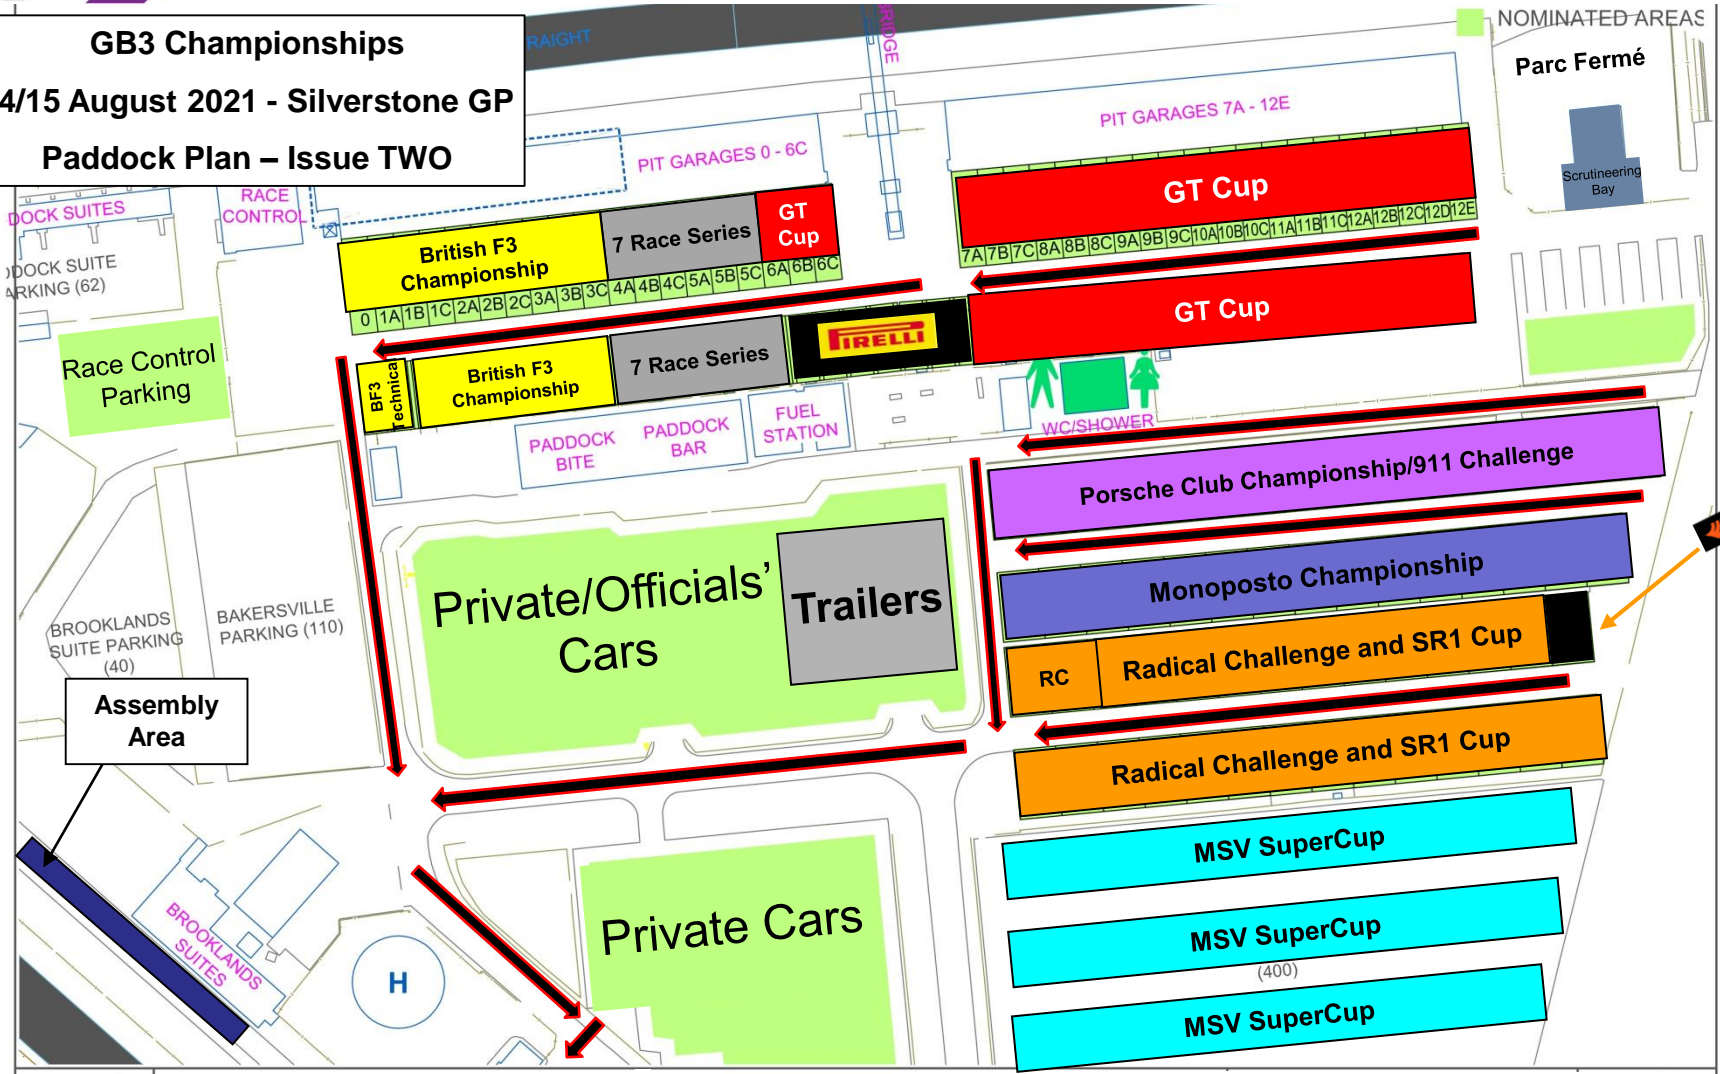 GB3 Championships
4/15 August 2021 - Silverstone GP
Paddock Plan – Issue TWO
RAIGHT
BRIDGE
NOMINATED AREAS
Parc Fermé
Scrutineering
Bay
PIT GARAGES 7A - 12E
PIT GARAGES 0 - 6C
RACE
CONTROL
DOCK SUITES
DOCK SUITE
ARKING (62)
British F3
Championship
7 Race Series
GT
Cup
GT Cup
0 1A 1B 1C 2A 2B 2C 3A 3B 3C 4A 4B 4C 5A 5B 5C 6A 6B 6C
7A 7B 7C 8A 8B 8C 9A 9B 9C 10A 10B 10C 11A 11B 11C 12A 12B 12C 12D 12E
Race Control
Parking
BF3
Technical
British F3
Championship
7 Race Series
PIRELLI
GT Cup
PADDOCK
BITE
PADDOCK
BAR
FUEL
STATION
WC/SHOWER
Porsche Club Championship/911 Challenge
Monoposto Championship
RC
Radical Challenge and SR1 Cup
Radical Challenge and SR1 Cup
Private/Officials’
Cars
Trailers
BROOKLANDS
SUITE PARKING
(40)
BAKERSVILLE
PARKING (110)
Assembly
Area
BROOKLANDS
SUITES
H
Private Cars
MSV SuperCup
MSV SuperCup
(400)
MSV SuperCup